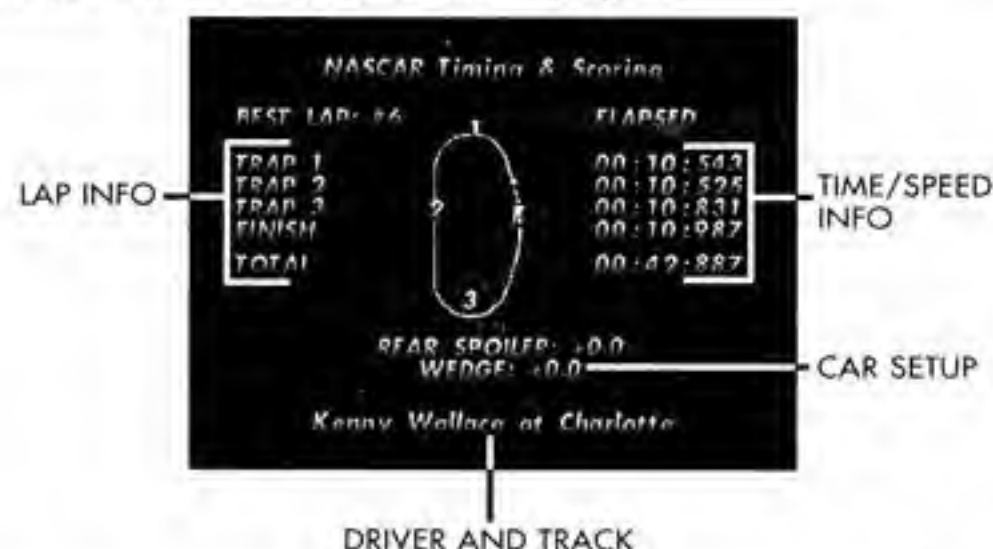 NASCAR Timing & Scoring
BEST LAP: #6
ELAPSED
1
TRAP 1 00:10:543
TRAP 2 00:10:525
TRAP 3 00:10:831
FINISH 00:10:987
TOTAL 00:42:887
LAP INFO
2
TIME/SPEED
INFO
3
REAR SPOILER: +0.0
WEDGE: +0.0
CAR SETUP
Kenny Wallace at Charlotte
DRIVER AND TRACK